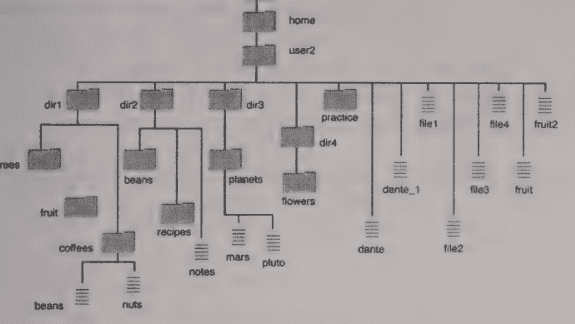 home
user2
dir1
dir2
dir3
practice
file1
file4
fruit2
dir4
rees
beans
planets
dante_1
file3
fruit
flowers
fruit
recipes
coffees
notes
mars
pluto
dante
file2
beans
nuts